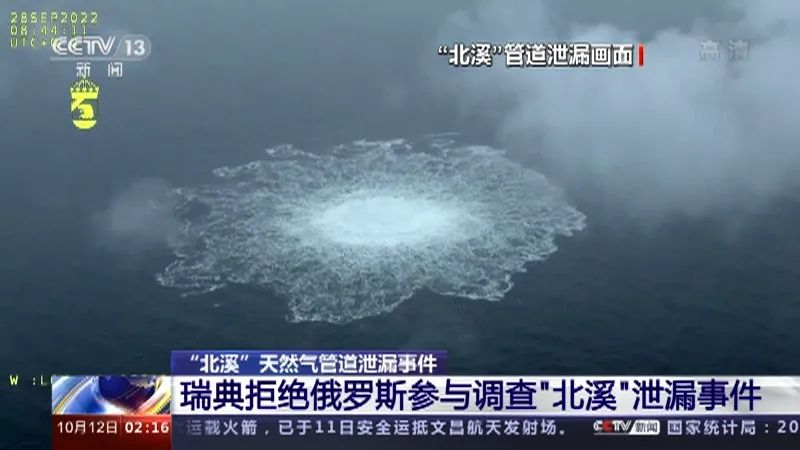 28SEP2022
08:44:11
CCTV 13
新闻
“北溪”管道泄漏画面
高清
“北溪”天然气管道泄漏事件
瑞典拒绝俄罗斯参与调查"北溪"泄漏事件
10月12日 02:16
运载火箭，已于11日安全运抵文昌航天发射场。 CCTV新闻 国家统计局：20